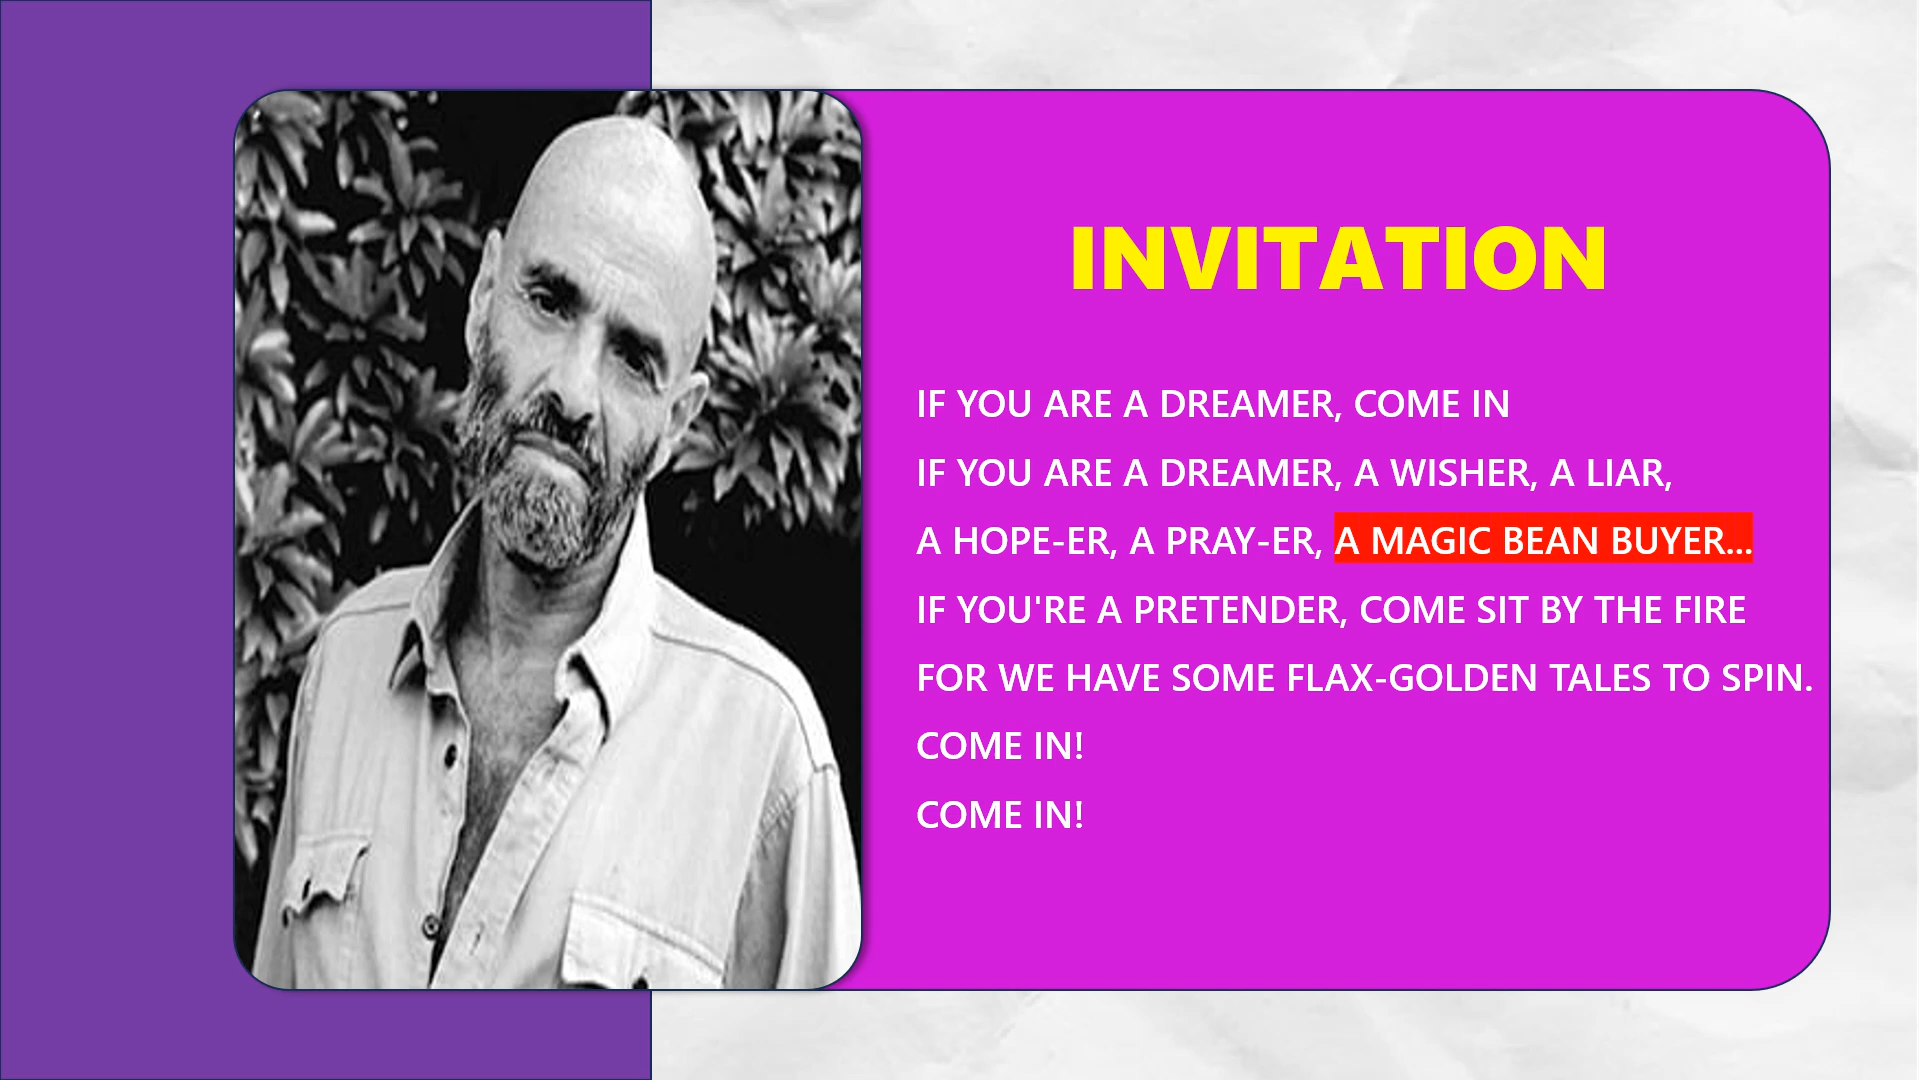 INVITATION
IF YOU ARE A DREAMER, COME IN
IF YOU ARE A DREAMER, A WISHER, A LIAR,
A HOPE-ER, A PRAY-ER, A MAGIC BEAN BUYER...
IF YOU'RE A PRETENDER, COME SIT BY THE FIRE
FOR WE HAVE SOME FLAX-GOLDEN TALES TO SPIN.
COME IN!
COME IN!